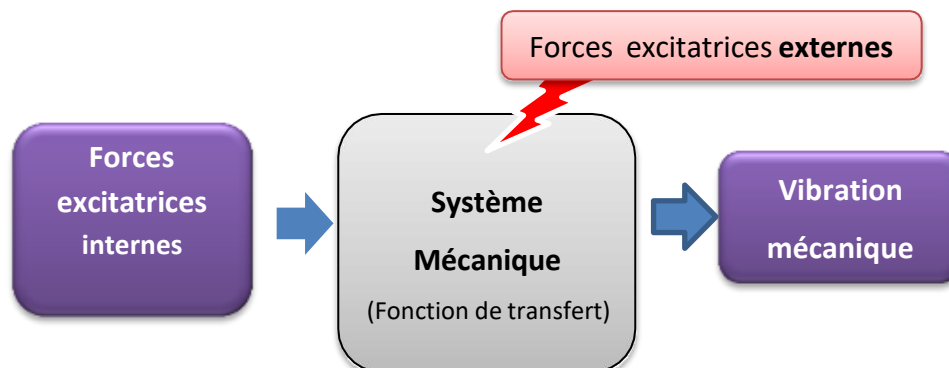 Forces excitatrices externes
Forces
excitatrices
internes
Système
Mécanique
(Fonction de transfert)
Vibration
mécanique